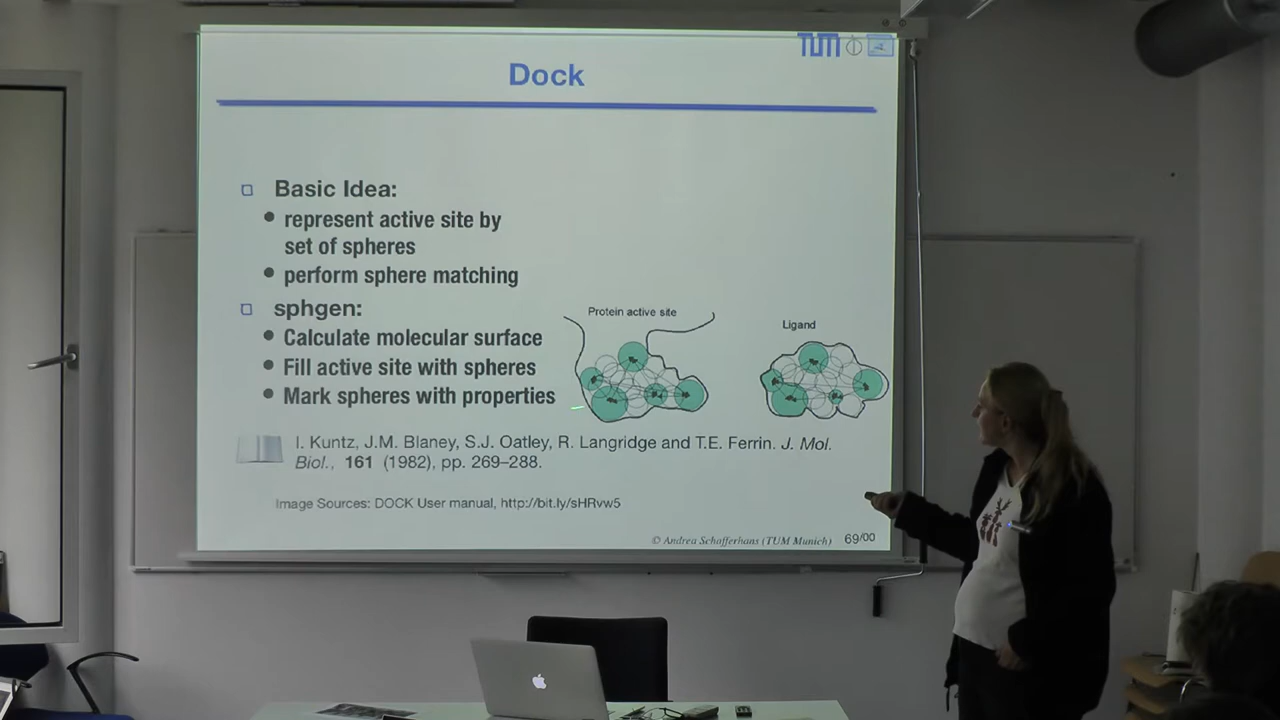 TUM
Dock
Basic Idea:
represent active site by
set of spheres
perform sphere matching
sphgen:
Calculate molecular surface
Fill active site with spheres
Mark spheres with properties
Protein active site
Ligand
I. Kuntz, J.M. Blaney, S.J. Oatley, R. Langridge and T.E. Ferrin. J. Mol.
Biol., 161 (1982), pp. 269–288.
Image Sources: DOCK User manual, http://bit.ly/sHRvw5
© Andrea Schafferhans (TUM Munich) 69/00